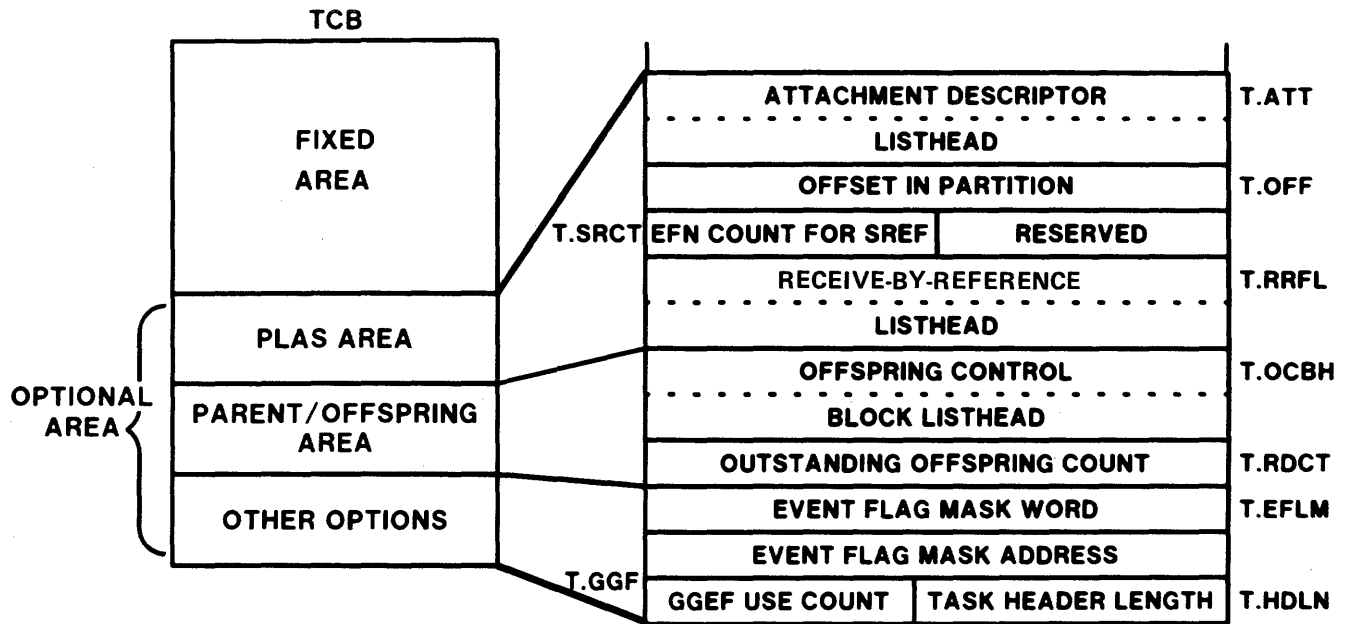 TCB
FIXED
AREA
PLAS AREA
PARENT/OFFSPRING
AREA
OTHER OPTIONS
OPTIONAL
AREA
ATTACHMENT DESCRIPTOR T.ATT
LISTHEAD
OFFSET IN PARTITION T.OFF
T.SRCT EFN COUNT FOR SREF RESERVED
RECEIVE-BY-REFERENCE T.RRFL
LISTHEAD
OFFSPRING CONTROL T.OCBH
BLOCK LISTHEAD
OUTSTANDING OFFSPRING COUNT T.RDCT
EVENT FLAG MASK WORD T.EFLM
EVENT FLAG MASK ADDRESS
T.GGF GGEF USE COUNT TASK HEADER LENGTH T.HDLN